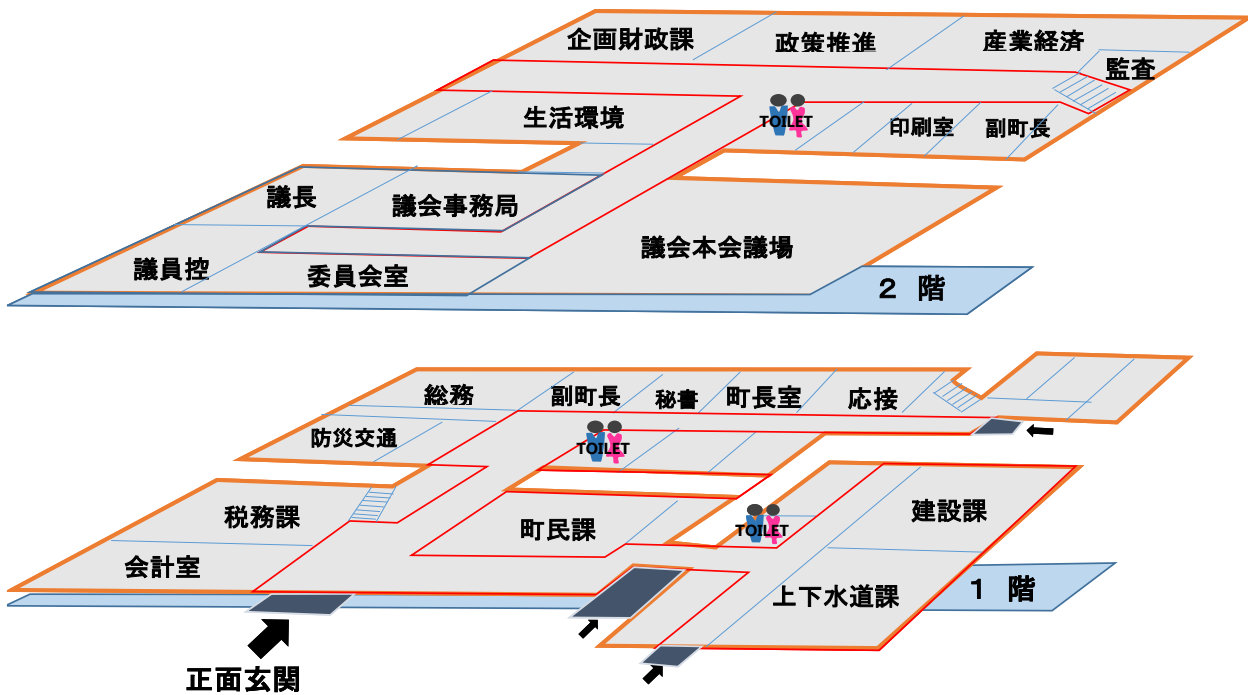 企画財政課
政策推進
産業経済
監査
生活環境
TOILET
印刷室
副町長
議長
議会事務局
議会本会議場
議員控
委員会室
２ 階
総務
副町長
秘書
町長室
応接
防災交通
TOILET
税務課
町民課
TOILET
建設課
会計室
上下水道課
１ 階
正面玄関